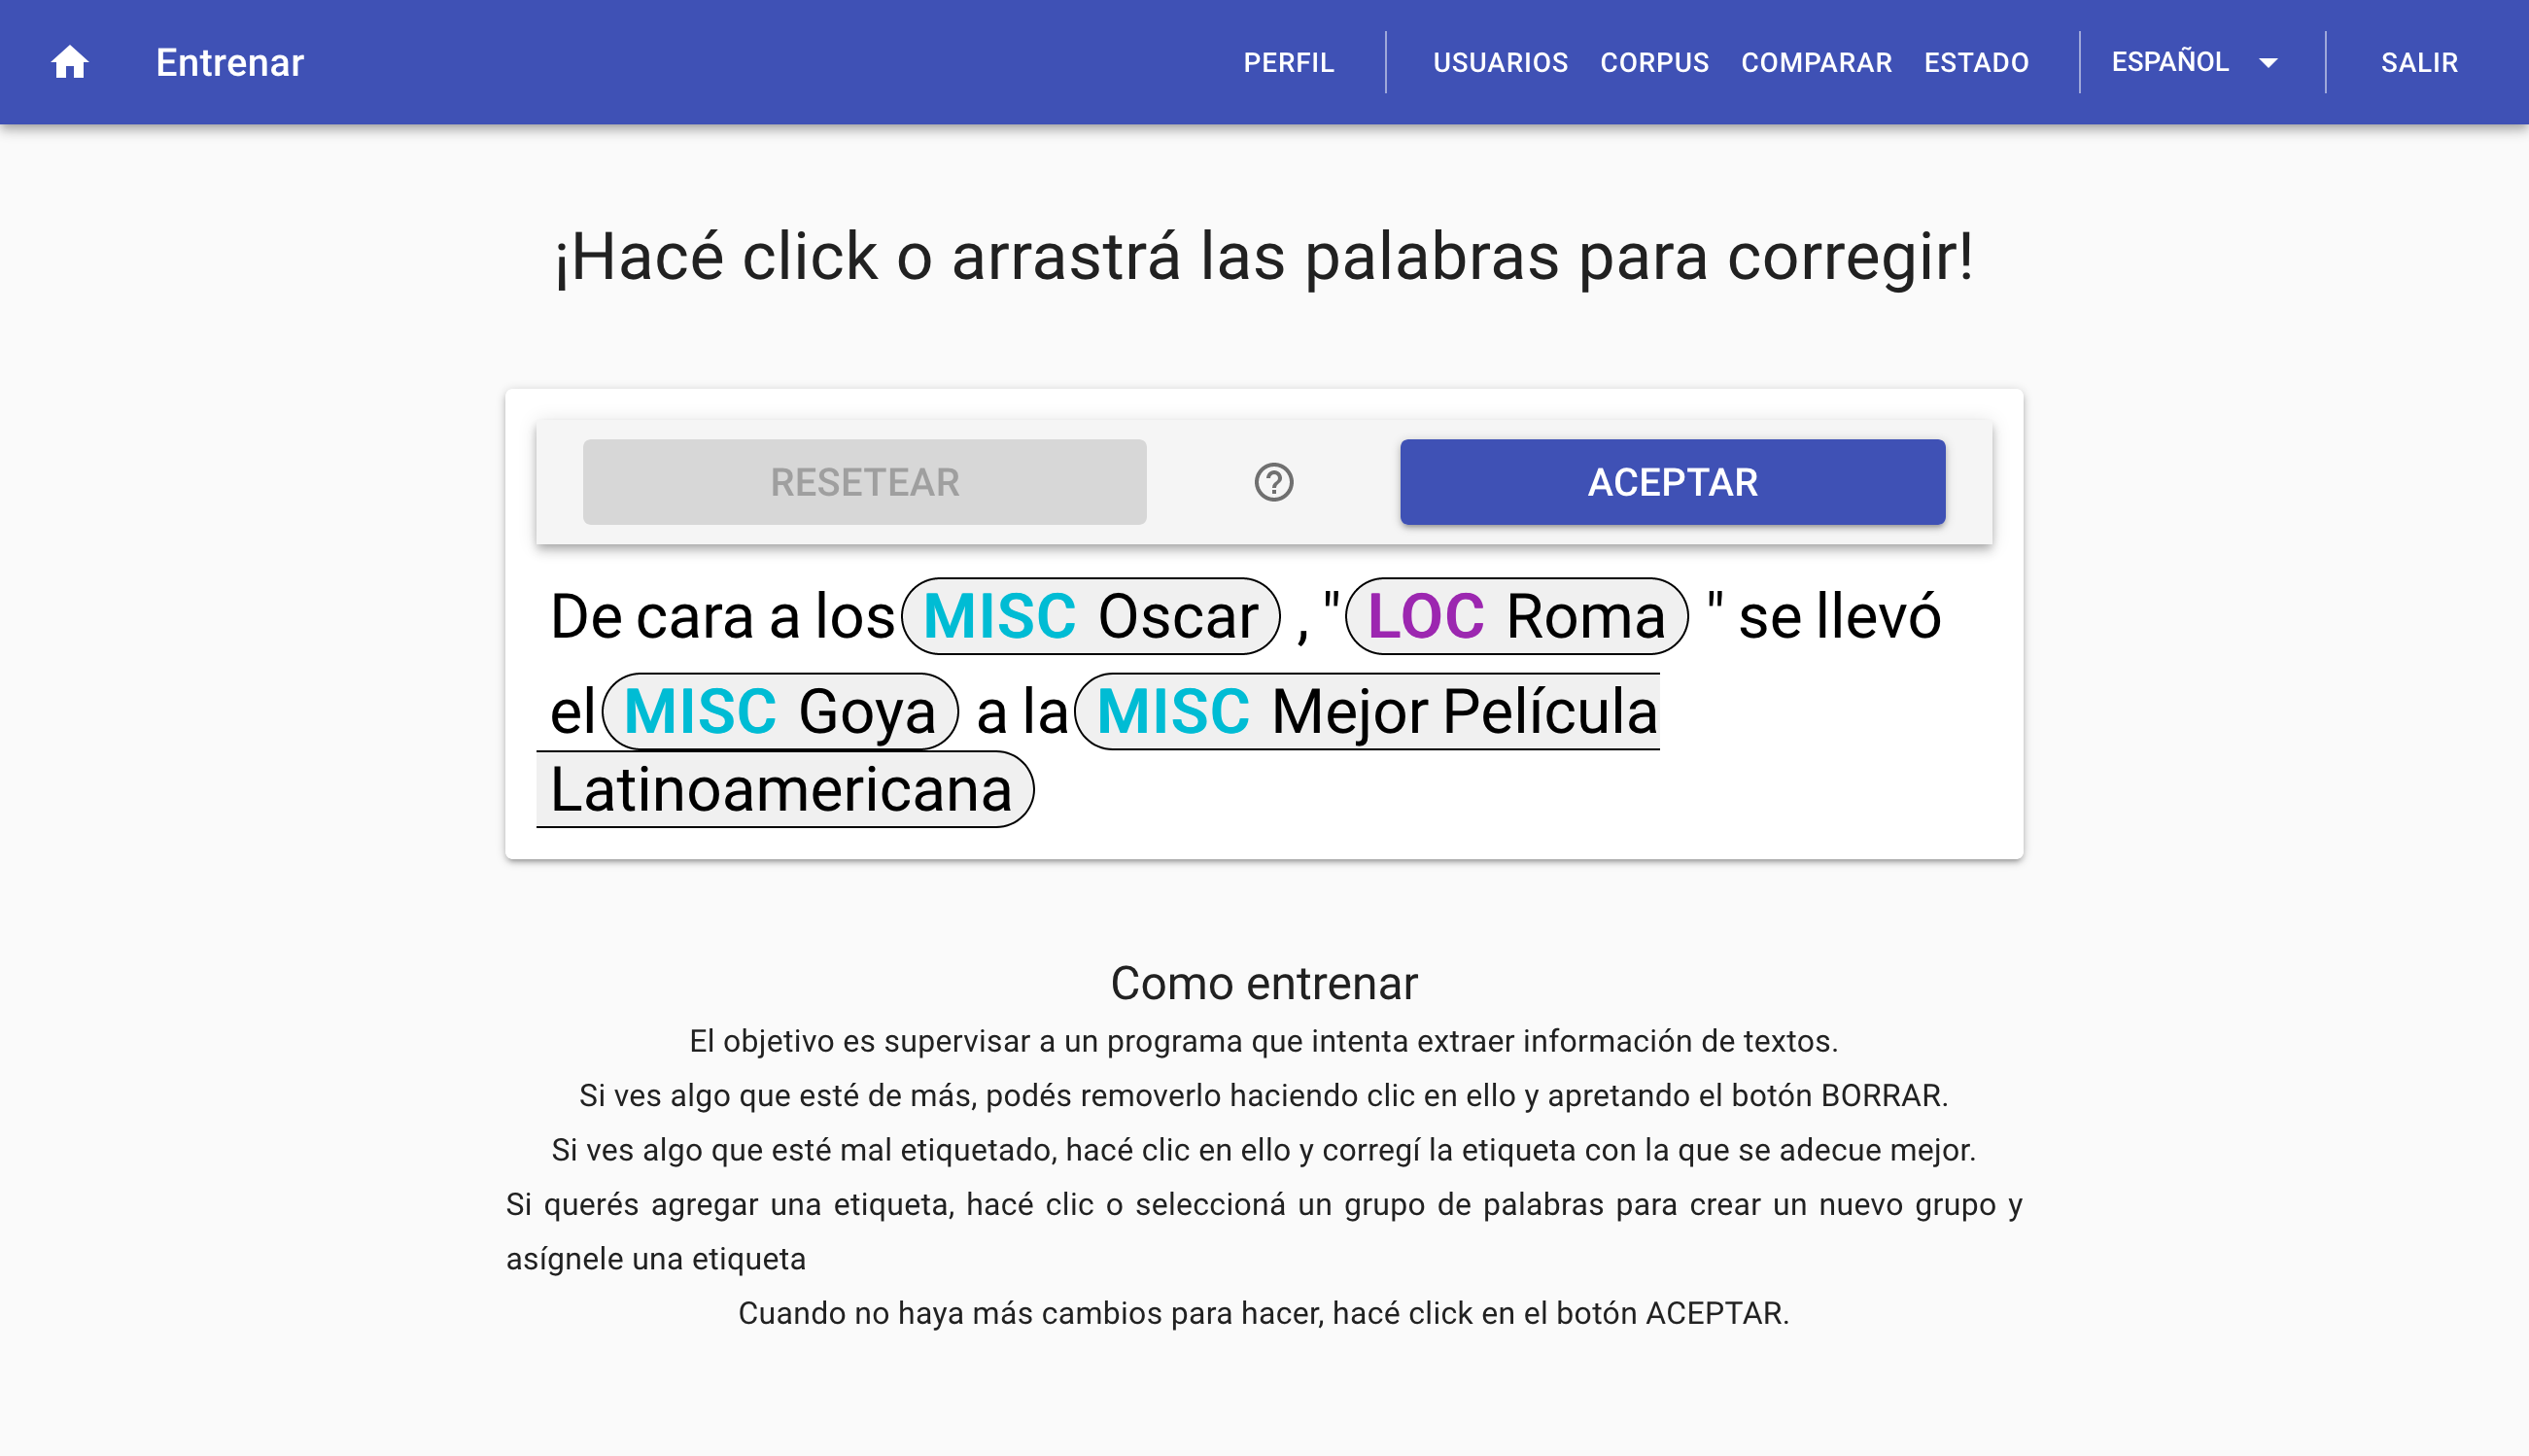 Entrenar PERFIL USUARIOS CORPUS COMPARAR ESTADO ESPAÑOL SALIR
¡Hacé click o arrastrá las palabras para corregir!
RESETEAR ? ACEPTAR
De cara a los MISC Oscar , " LOC Roma " se llevó
el MISC Goya a la MISC Mejor Película
Latinoamericana
Como entrenar
El objetivo es supervisar a un programa que intenta extraer información de textos.
Si ves algo que esté de más, podés removerlo haciendo clic en ello y apretando el botón BORRAR.
Si ves algo que esté mal etiquetado, hacé clic en ello y corregí la etiqueta con la que se adecue mejor.
Si querés agregar una etiqueta, hacé clic o seleccioná un grupo de palabras para crear un nuevo grupo y
asígnele una etiqueta
Cuando no haya más cambios para hacer, hacé click en el botón ACEPTAR.